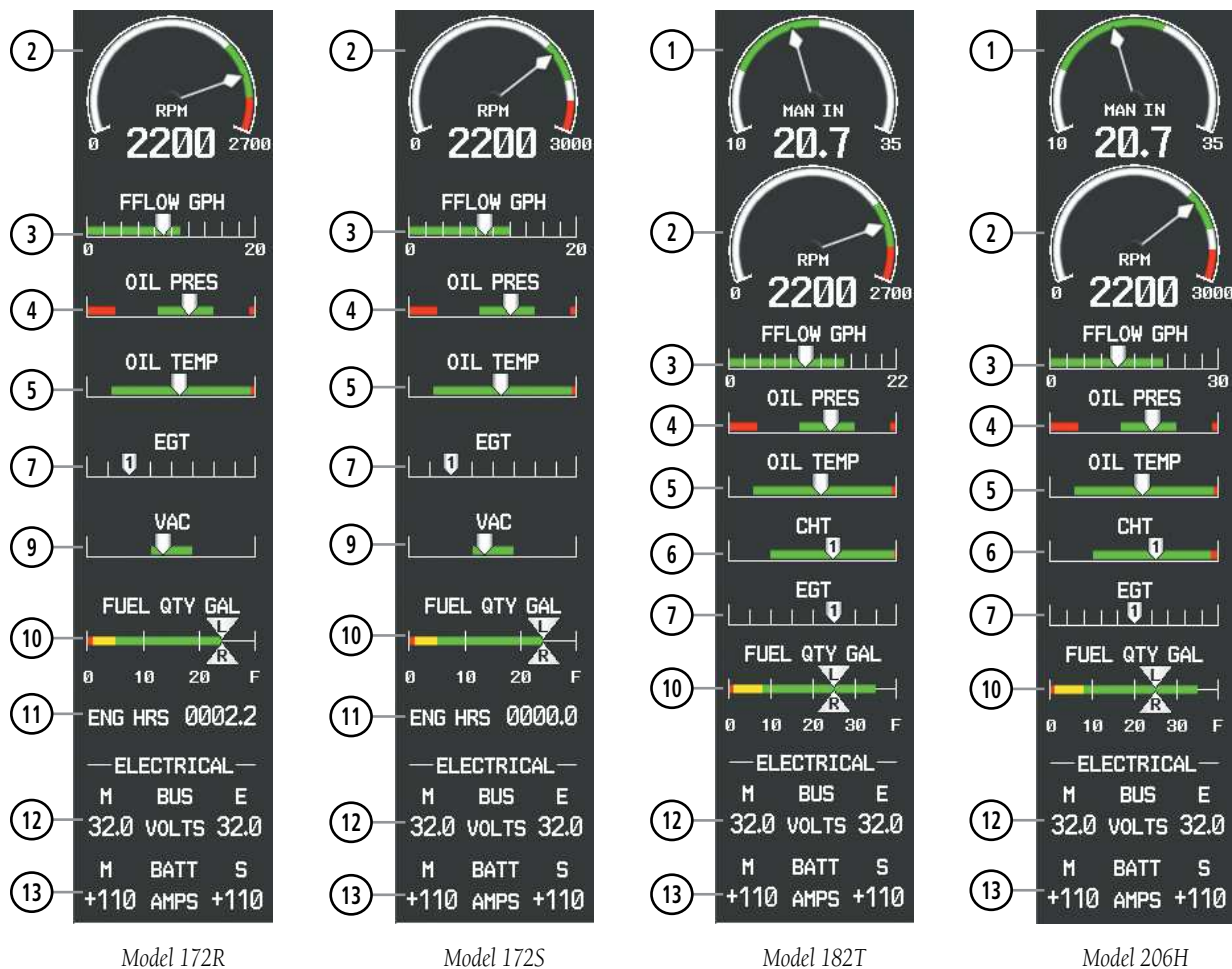 2
RPM
0 2200 2700
FFLOW GPH
3
0 20
OIL PRES
4
OIL TEMP
5
EGT
7 1
VAC
9
FUEL QTY GAL
L
10
R
0 10 20 F
11 ENG HRS 0002.2
ELECTRICAL
M BUS E
12 32.0 VOLTS 32.0
M BATT S
13 +110 AMPS +110
Model 172R
2
RPM
0 2200 3000
FFLOW GPH
3
0 20
OIL PRES
4
OIL TEMP
5
EGT
7 1
VAC
9
FUEL QTY GAL
L
10
R
0 10 20 F
11 ENG HRS 0000.0
ELECTRICAL
M BUS E
12 32.0 VOLTS 32.0
M BATT S
13 +110 AMPS +110
Model 172S
1
MAN IN
10 20.7 35
2
RPM
0 2200 2700
FFLOW GPH
3
0 22
OIL PRES
4
OIL TEMP
5
CHT
6 1
EGT
7 1
FUEL QTY GAL
L
10
R
0 10 20 30 F
ELECTRICAL
M BUS E
12 32.0 VOLTS 32.0
M BATT S
13 +110 AMPS +110
Model 182T
1
MAN IN
10 20.7 35
2
RPM
0 2200 3000
FFLOW GPH
3
0 30
OIL PRES
4
OIL TEMP
5
CHT
6 1
EGT
7 1
FUEL QTY GAL
L
10
R
0 10 20 30 F
ELECTRICAL
M BUS E
12 32.0 VOLTS 32.0
M BATT S
13 +110 AMPS +110
Model 206H